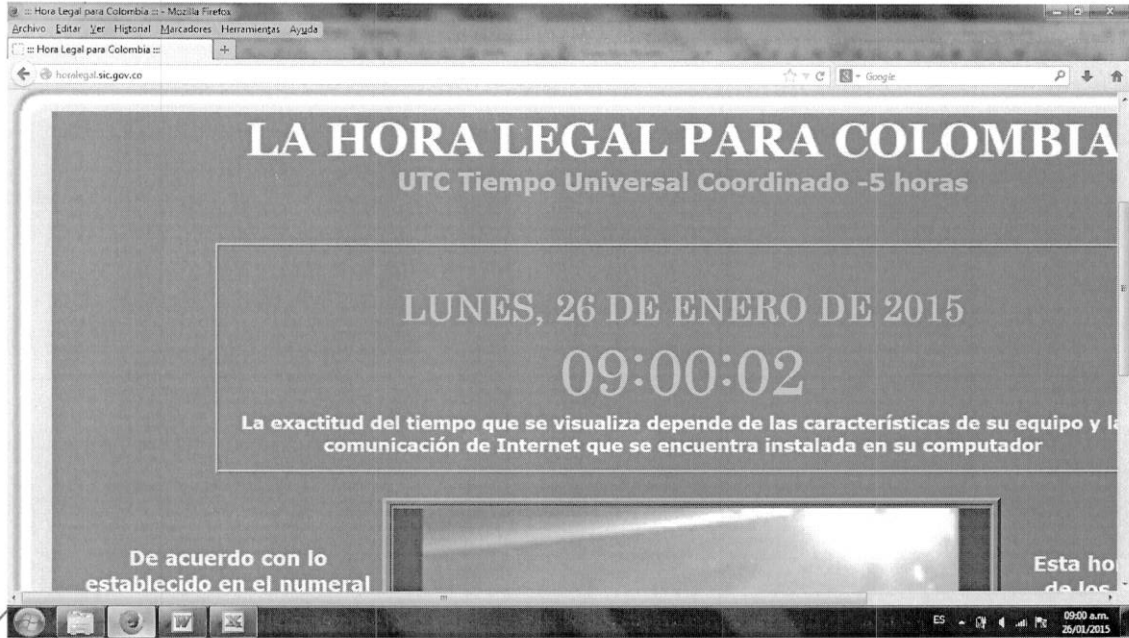 ::: Hora Legal para Colombia ::: - Mozilla Firefox
Archivo Editar Ver Historial Marcadores Herramientas Ayuda
::: Hora Legal para Colombia :::
horalegal.sic.gov.co
Google
LA HORA LEGAL PARA COLOMBIA
UTC Tiempo Universal Coordinado -5 horas
LUNES, 26 DE ENERO DE 2015
09:00:02
La exactitud del tiempo que se visualiza depende de las características de su equipo y la
comunicación de Internet que se encuentra instalada en su computador
De acuerdo con lo
establecido en el numeral
Esta ho
de los
ES
09:00 a.m.
26/01/2015